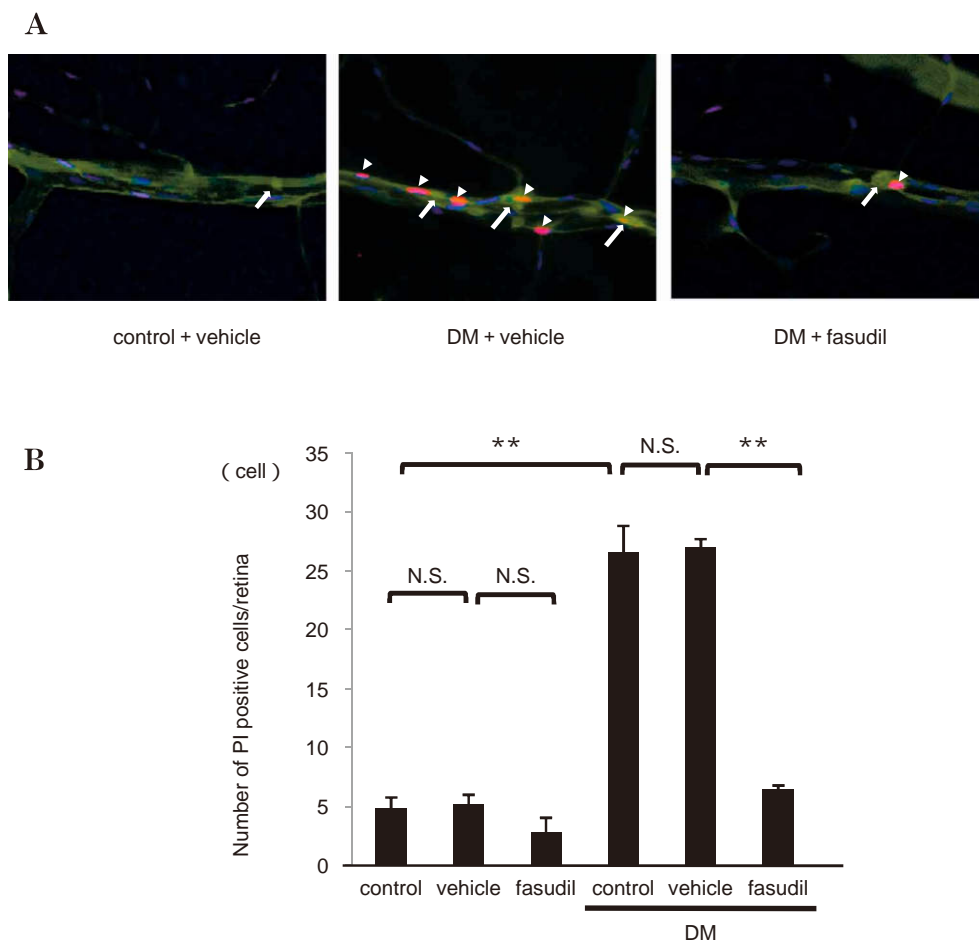 A
control + vehicle
DM + vehicle
DM + fasudil
B
( cell )
Number of PI positive cells/retina
35
30
25
20
15
10
5
0
**
N.S.
**
N.S.
N.S.
control
vehicle
fasudil
control
vehicle
fasudil
DM